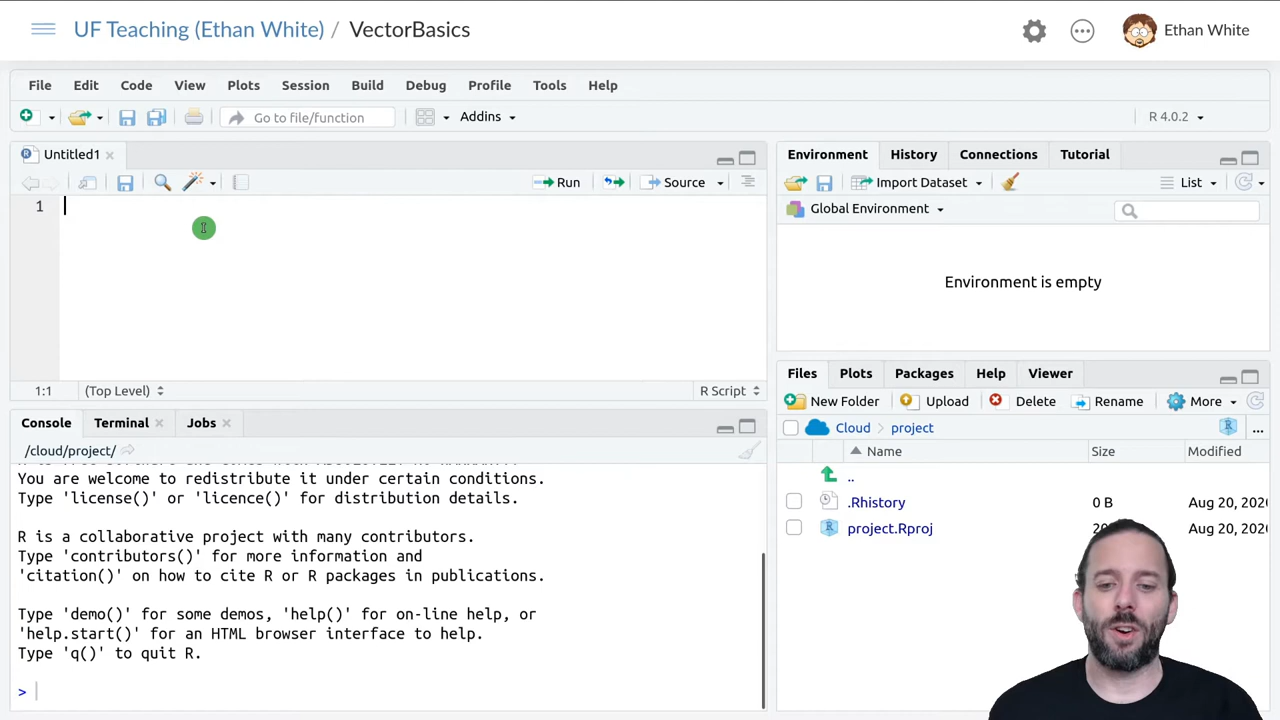 UF Teaching (Ethan White) / VectorBasics
Ethan White
File Edit Code View Plots Session Build Debug Profile Tools Help
Go to file/function Addins R 4.0.2
Untitled1
Run Source
1
1:1 (Top Level) R Script
Console Terminal Jobs
/cloud/project/
You are welcome to redistribute it under certain conditions.
Type 'license()' or 'licence()' for distribution details.
R is a collaborative project with many contributors.
Type 'contributors()' for more information and
'citation()' on how to cite R or R packages in publications.
Type 'demo()' for some demos, 'help()' for on-line help, or
'help.start()' for an HTML browser interface to help.
Type 'q()' to quit R.
>
Environment History Connections Tutorial
Import Dataset List
Global Environment
Environment is empty
Files Plots Packages Help Viewer
New Folder Upload Delete Rename More
Cloud project ...
Name Size Modified
..
.Rhistory 0 B Aug 20, 202
project.Rproj Aug 20, 202